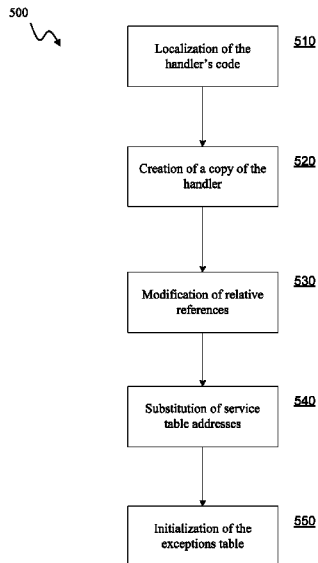 500
Localization of the
handler's code
510
Creation of a copy of the
handler
520
Modification of relative
references
530
Substitution of service
table addresses
540
Initialization of the
exceptions table
550